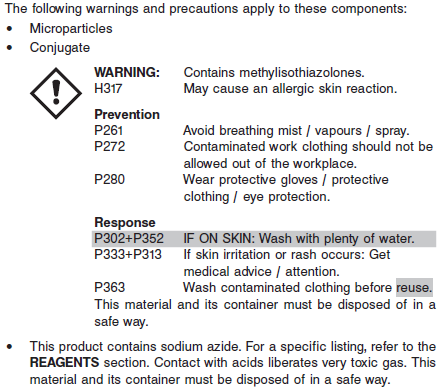 The following warnings and precautions apply to these components:
• Microparticles
• Conjugate
WARNING: Contains methylisothiazolones.
H317 May cause an allergic skin reaction.
Prevention
P261 Avoid breathing mist / vapours / spray.
P272 Contaminated work clothing should not be
allowed out of the workplace.
P280 Wear protective gloves / protective
clothing / eye protection.
Response
P302+P352 IF ON SKIN: Wash with plenty of water.
P333+P313 If skin irritation or rash occurs: Get
medical advice / attention.
P363 Wash contaminated clothing before reuse.
This material and its container must be disposed of in a
safe way.
• This product contains sodium azide. For a specific listing, refer to the
REAGENTS section. Contact with acids liberates very toxic gas. This
material and its container must be disposed of in a safe way.